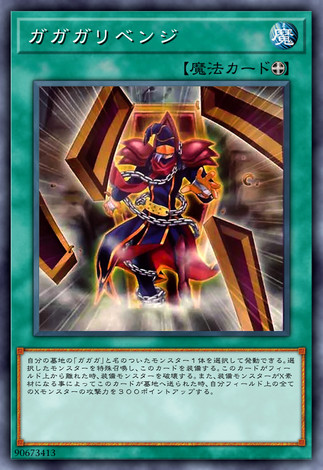 ガガガリベンジ
魔
【魔法カード】
自分の墓地の「ガガガ」と名のついたモンスター１体を選択して発動できる。選
択したモンスターを特殊召喚し、このカードを装備する。このカードがフィ
ールド上から離れた時、装備モンスターを破壊する。また、装備モンスターがX素
材になる事によってこのカードが墓地へ送られた時、自分フィールド上の全て
のXモンスターの攻撃力を３００ポイントアップする。
90673413